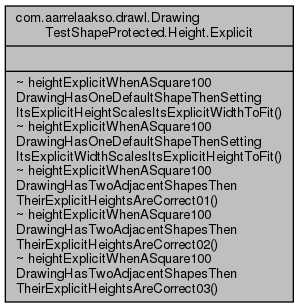 com.aarrelaakso.drawl.Drawing
TestShapeProtected.Height.Explicit
~ heightExplicitWhenASquare100
DrawingHasOneDefaultShapeThenSetting
ItsExplicitHeightScalesItsExplicitWidthToFit()
~ heightExplicitWhenASquare100
DrawingHasOneDefaultShapeThenSetting
ItsExplicitWidthScalesItsExplicitHeightToFit()
~ heightExplicitWhenASquare100
DrawingHasTwoAdjacentShapesThen
TheirExplicitHeightsAreCorrect01()
~ heightExplicitWhenASquare100
DrawingHasTwoAdjacentShapesThen
TheirExplicitHeightsAreCorrect02()
~ heightExplicitWhenASquare100
DrawingHasTwoAdjacentShapesThen
TheirExplicitHeightsAreCorrect03()